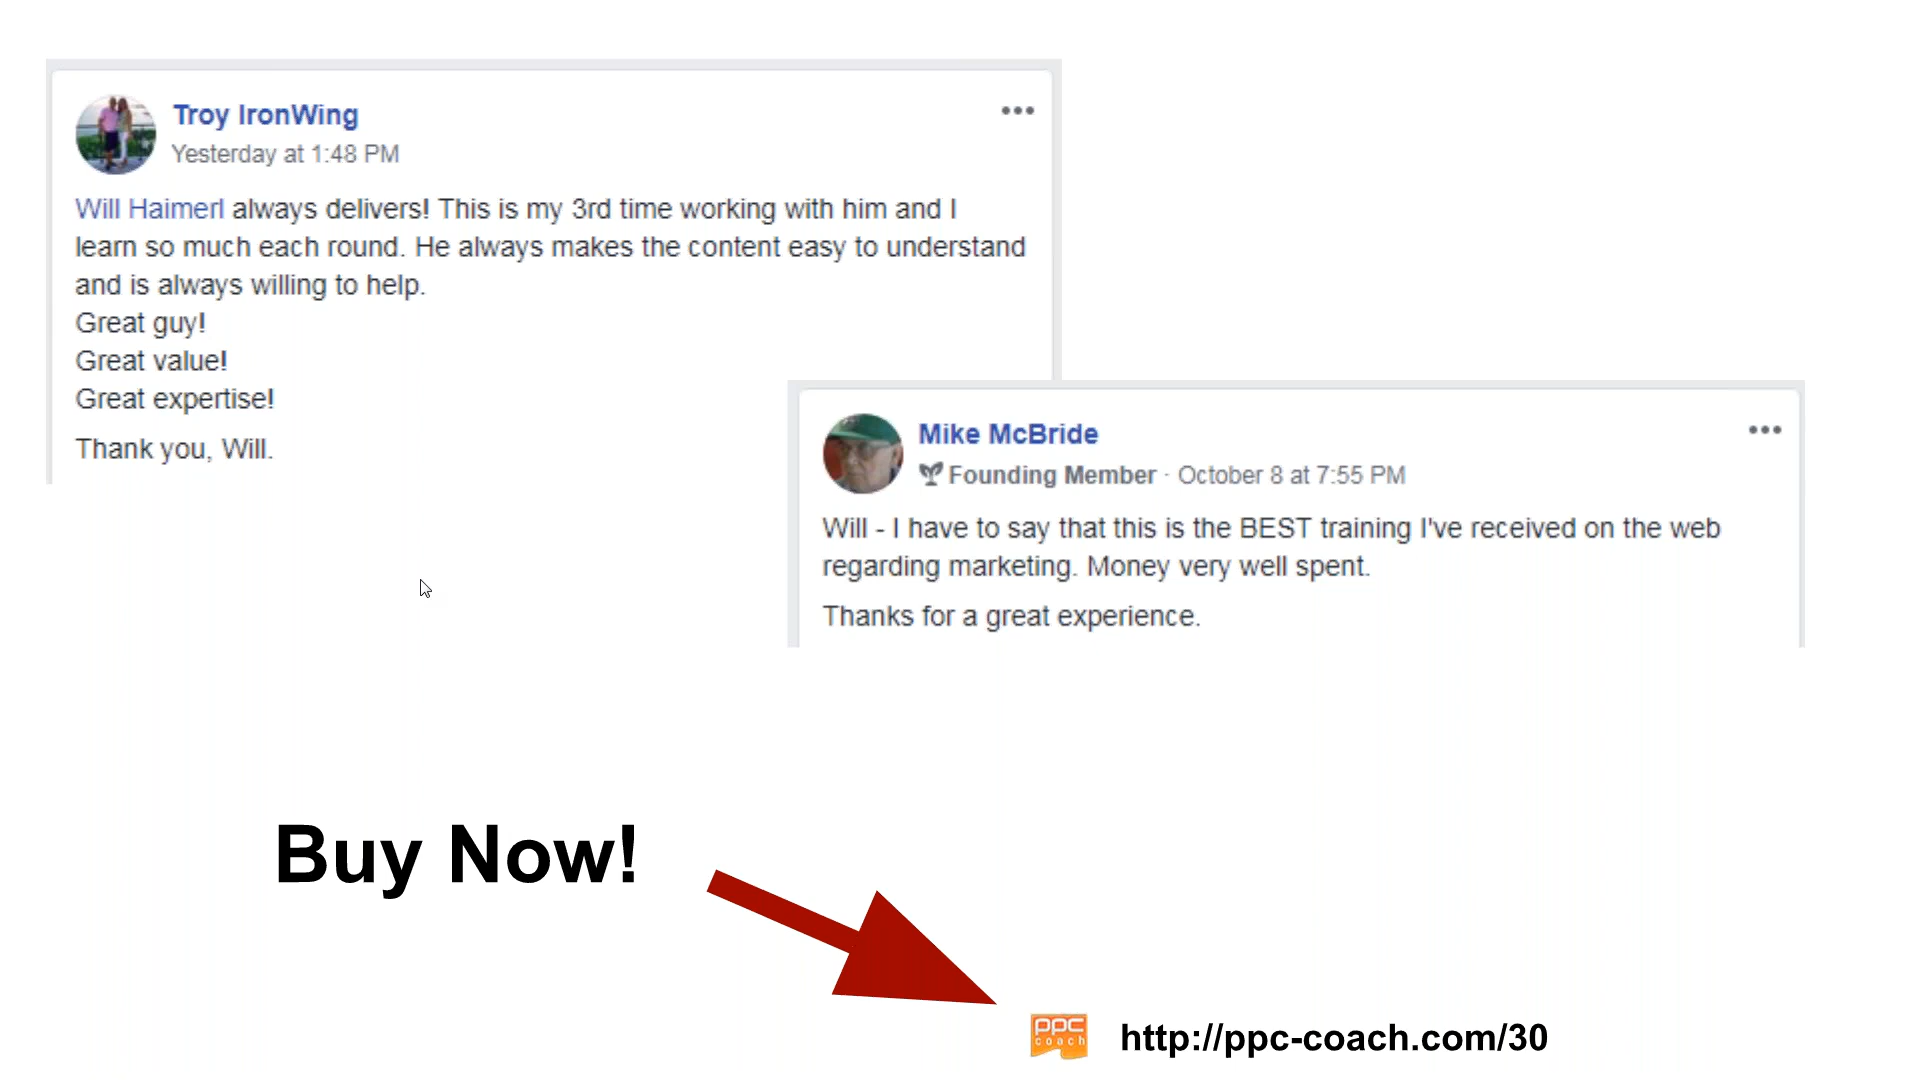 Troy IronWing
Yesterday at 1:48 PM
Will Haimerl always delivers! This is my 3rd time working with him and I
learn so much each round. He always makes the content easy to understand
and is always willing to help.
Great guy!
Great value!
Great expertise!
Thank you, Will.
Mike McBride
Founding Member · October 8 at 7:55 PM
Will - I have to say that this is the BEST training I've received on the web
regarding marketing. Money very well spent.
Thanks for a great experience.
Buy Now!
ppc
coach
http://ppc-coach.com/30